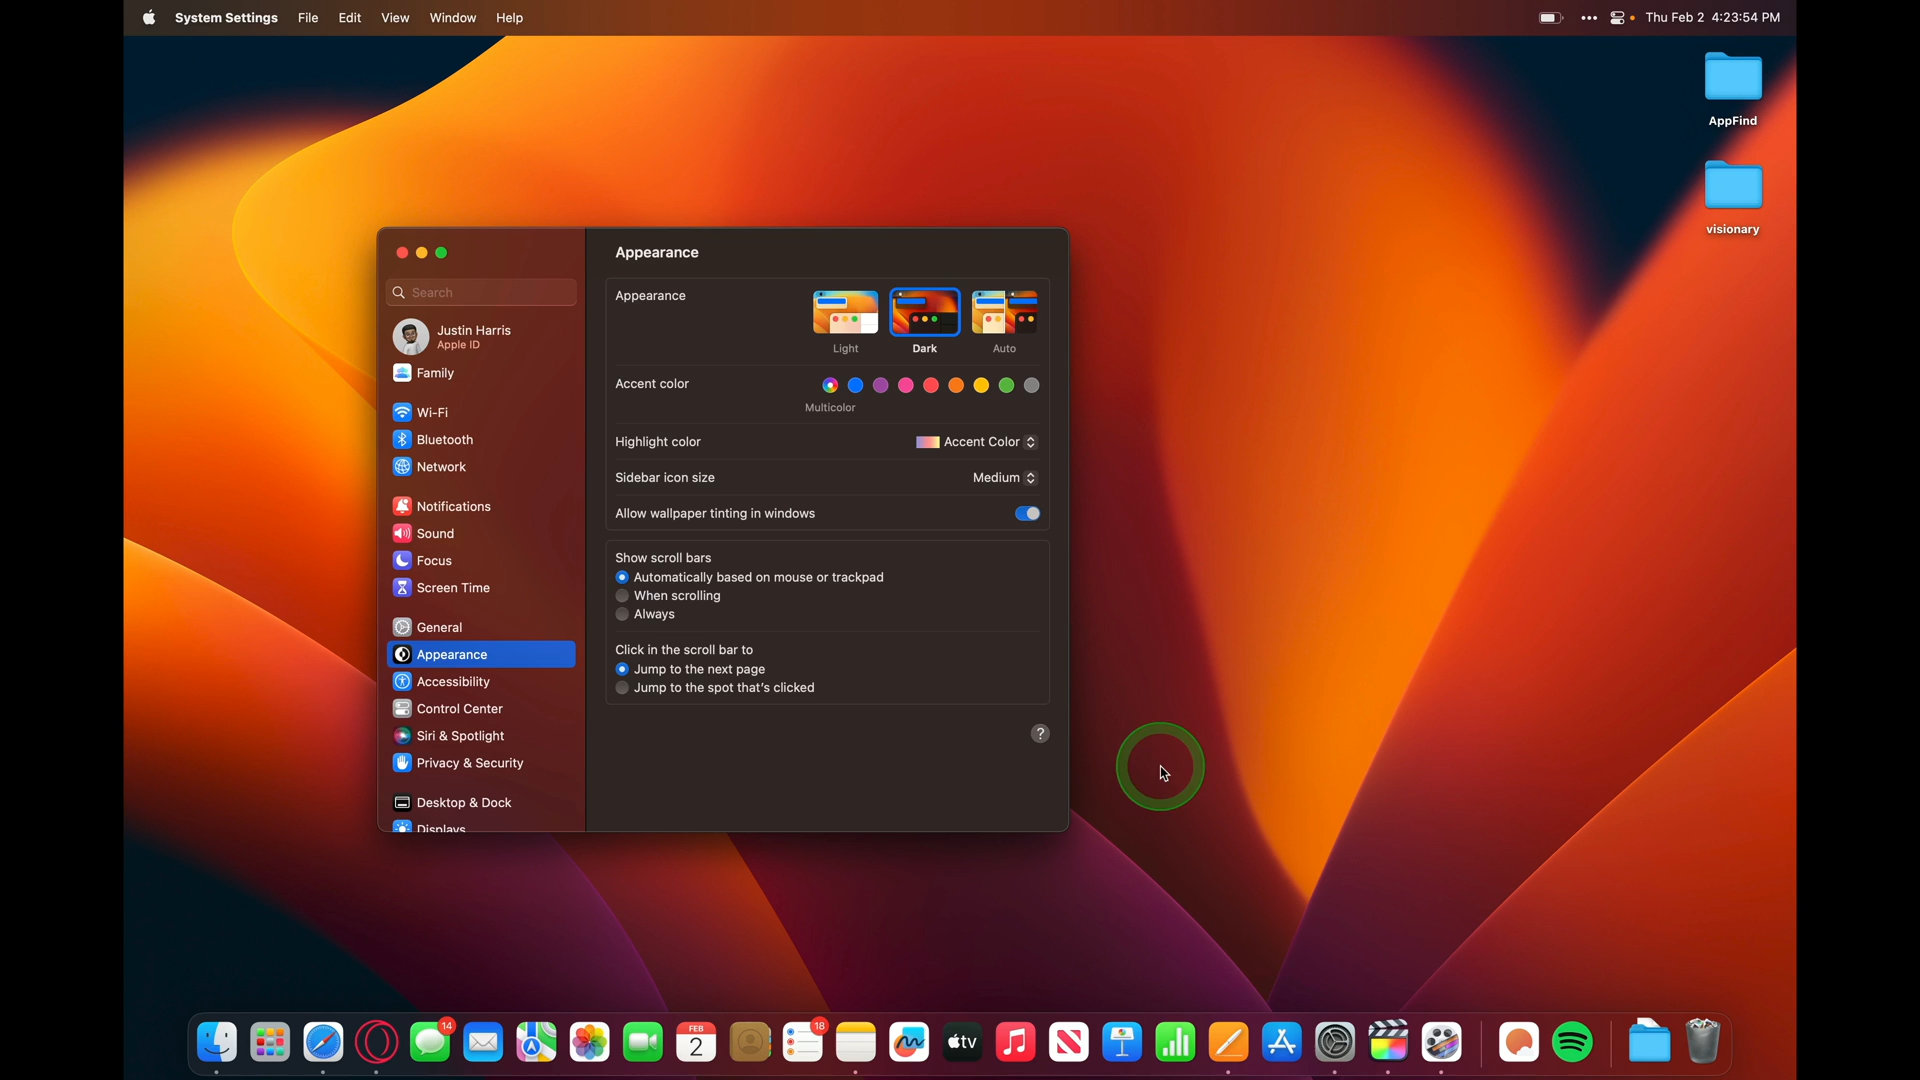 System Settings File Edit View Window Help
Thu Feb 2 4:23:54 PM
AppFind
visionary
Search
Justin Harris
Apple ID
Family
Wi-Fi
Bluetooth
Network
Notifications
Sound
Focus
Screen Time
General
Appearance
Accessibility
Control Center
Siri & Spotlight
Privacy & Security
Desktop & Dock
Displays
Appearance
Appearance
Light Dark Auto
Accent color
Multicolor
Highlight color Accent Color
Sidebar icon size Medium
Allow wallpaper tinting in windows
Show scroll bars
Automatically based on mouse or trackpad
When scrolling
Always
Click in the scroll bar to
Jump to the next page
Jump to the spot that's clicked
?
14
FEB
2
18
tv